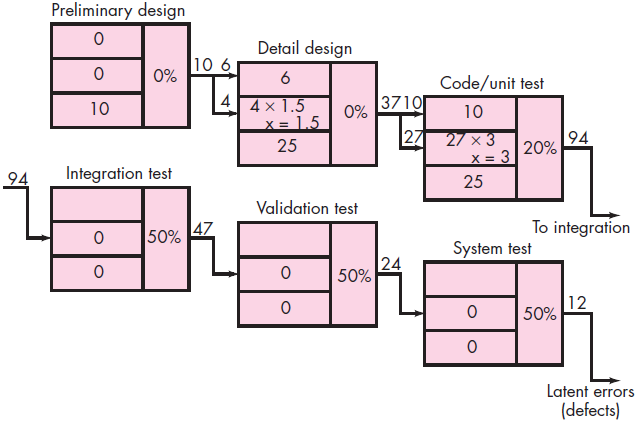 Preliminary design
0
0
10
0%
10 6
4
Detail design
6
4 × 1.5
x = 1.5
25
0%
37 10
27
Code/unit test
10
27 × 3
x = 3
25
20%
94
To integration
94
Integration test
0
0
50%
47
Validation test
0
0
50%
24
System test
0
0
50%
12
Latent errors
(defects)